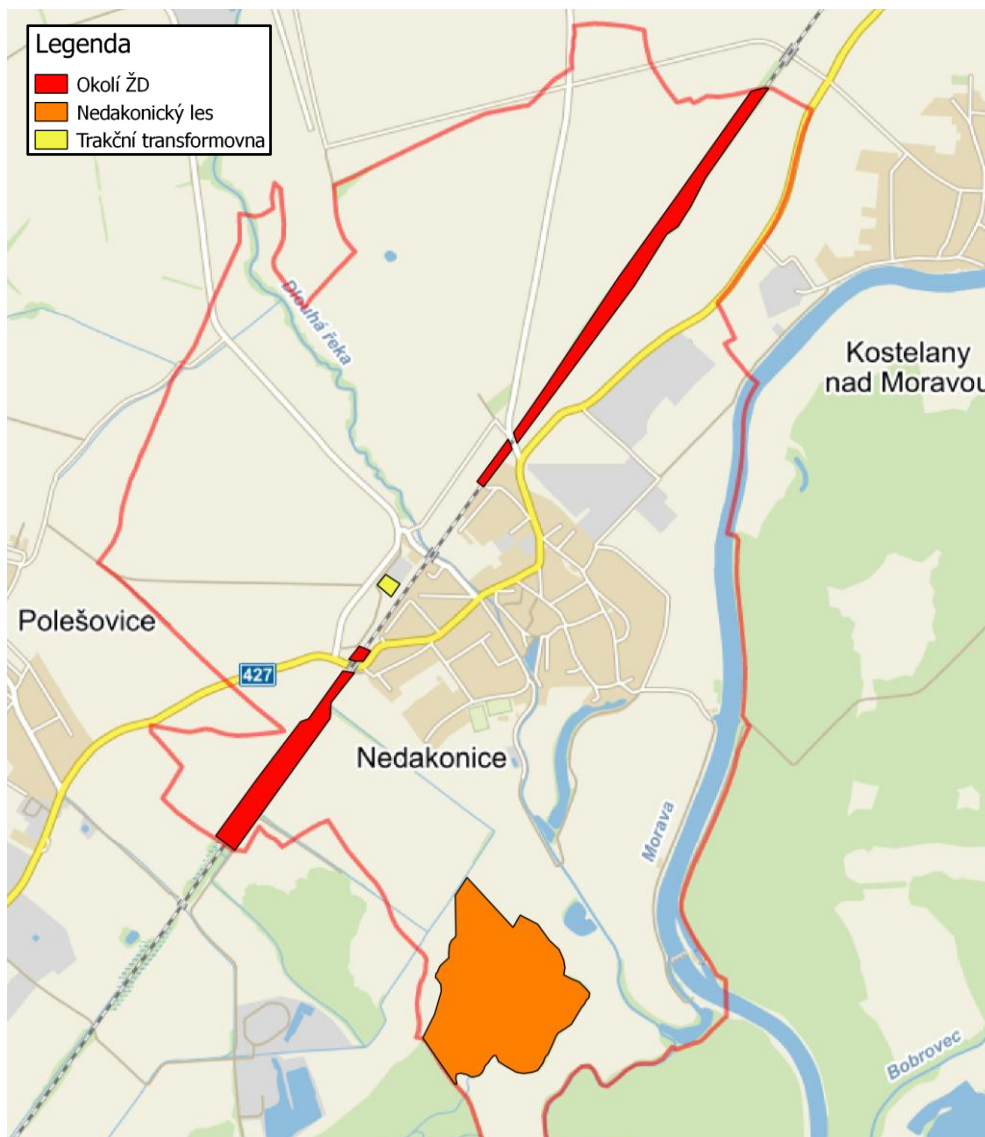 Legenda
Okolí ŽD
Nedakonický les
Trakční transformovna
Dlouhá řeka
Kostelany
nad Moravou
Polešovice
427
Nedakonice
Morava
Bobrovec